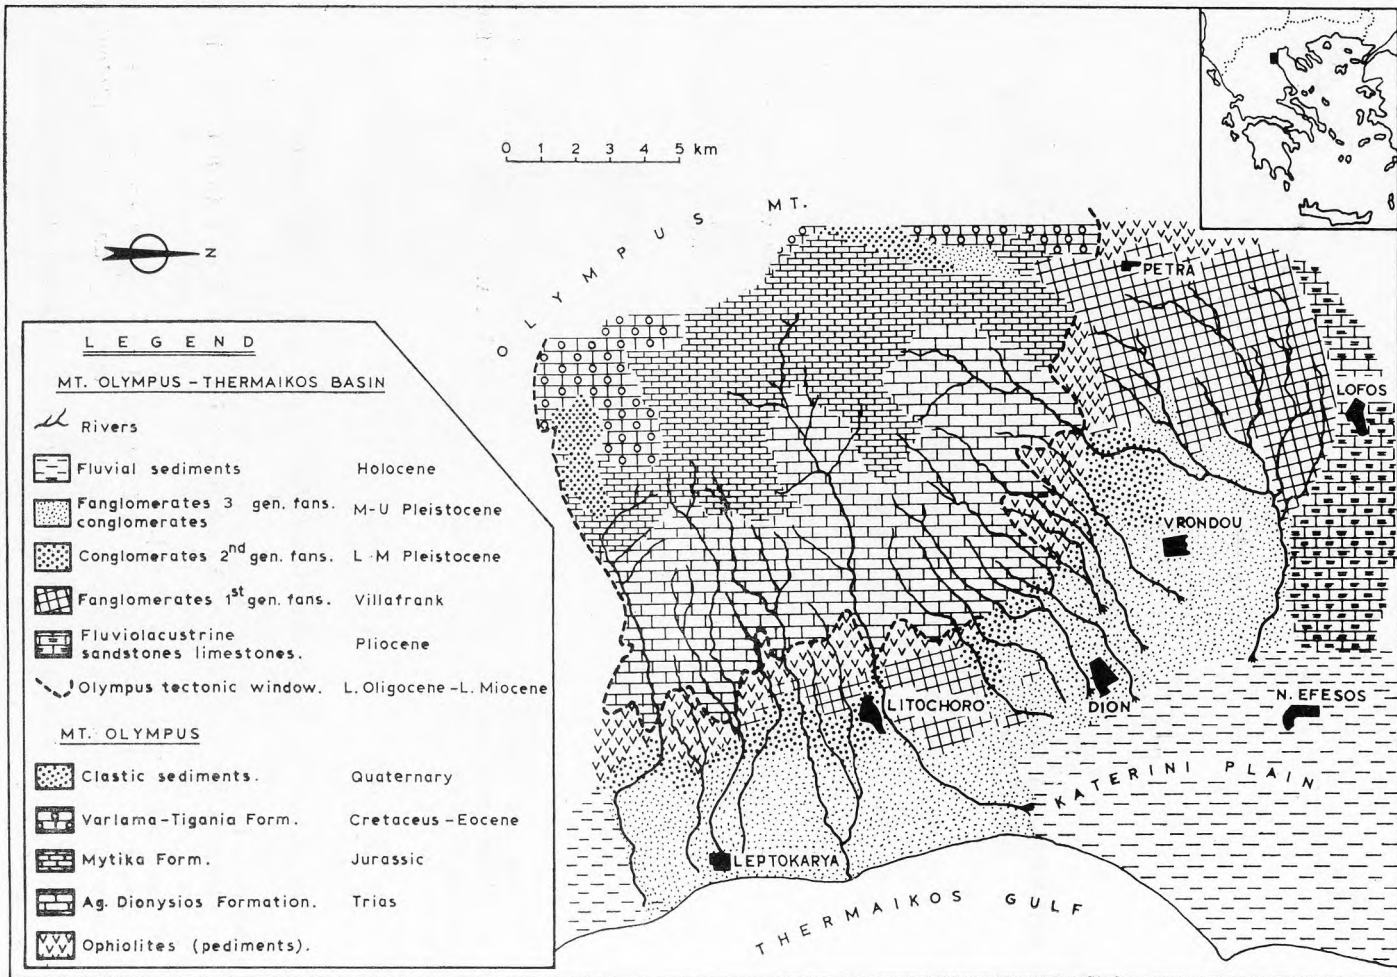 0 1 2 3 4 5 km
OLYMPUS MT.
N
PETRA
LOFOS
VRONDOU
LITOCHORO
DION
N. EFESOS
KATERINI PLAIN
LEPTOKARYA
THERMAIKOS GULF
LEGEND
MT. OLYMPUS – THERMAIKOS BASIN
Rivers
Fluvial sediments Holocene
Fanglomerates 3 gen. fans. M-U Pleistocene
conglomerates
Conglomerates 2nd gen. fans. L-M Pleistocene
Fanglomerates 1st gen. fans. Villafrank
Fluviolacustrine
sandstones limestones. Pliocene
Olympus tectonic window. L. Oligocene – L. Miocene
MT. OLYMPUS
Clastic sediments. Quaternary
Varlama-Tigania Form. Cretaceus – Eocene
Mytika Form. Jurassic
Ag. Dionysios Formation. Trias
Ophiolites (pediments).